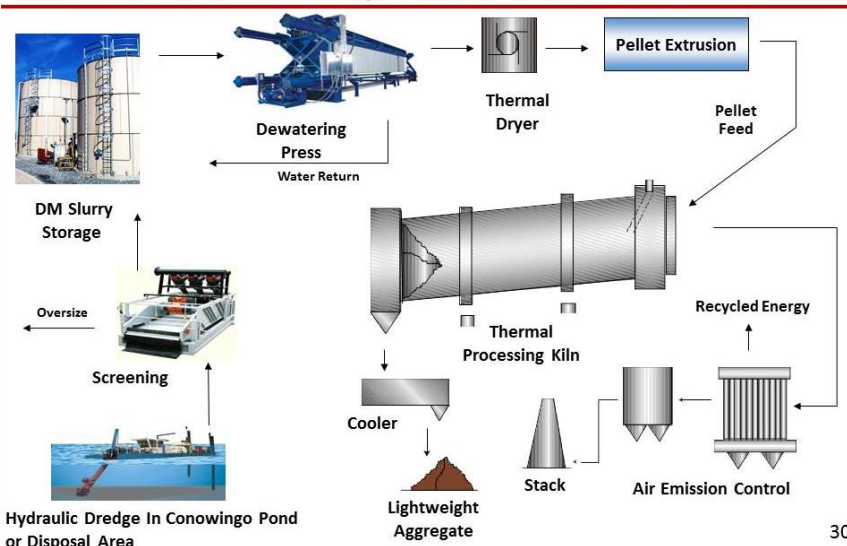 Pellet Extrusion
Thermal
Dryer
Pellet
Feed
Dewatering
Press
Water Return
DM Slurry
Storage
Oversize
Screening
Thermal
Processing Kiln
Recycled Energy
Cooler
Lightweight
Aggregate
Stack
Air Emission Control
Hydraulic Dredge In Conowingo Pond
or Disposal Area
30